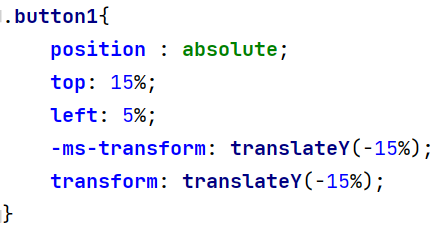 .button1{
position : absolute;
top: 15%;
left: 5%;
-ms-transform: translateY(-15%);
transform: translateY(-15%);
}